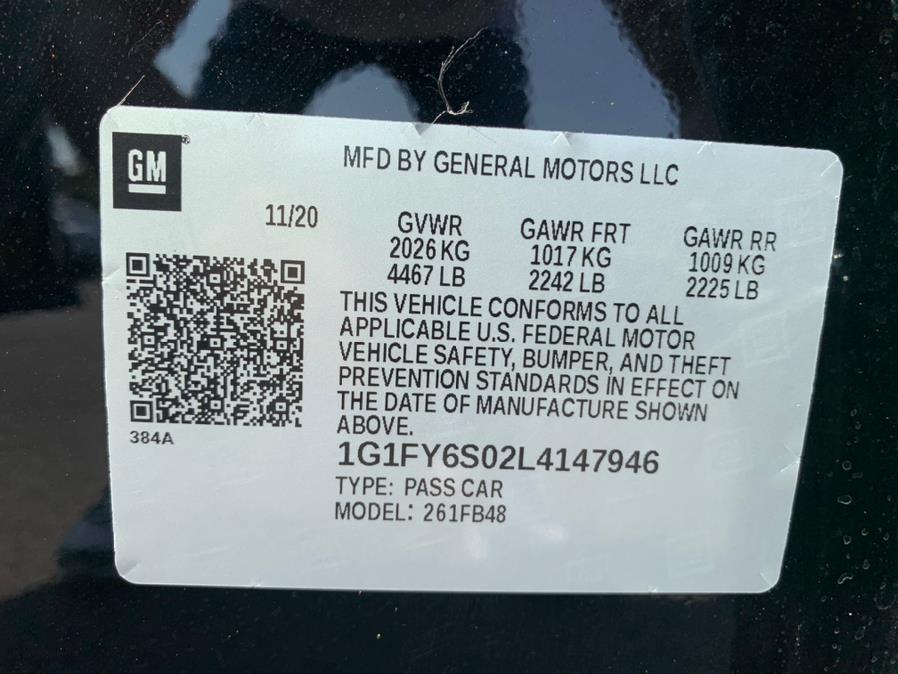 GM®
MFD BY GENERAL MOTORS LLC
11/20
GVWR
2026 KG
4467 LB
GAWR FRT
1017 KG
2242 LB
GAWR RR
1009 KG
2225 LB
THIS VEHICLE CONFORMS TO ALL
APPLICABLE U.S. FEDERAL MOTOR
VEHICLE SAFETY, BUMPER, AND THEFT
PREVENTION STANDARDS IN EFFECT ON
THE DATE OF MANUFACTURE SHOWN
ABOVE.
384A
1G1FY6S02L4147946
TYPE: PASS CAR
MODEL: 261FB48